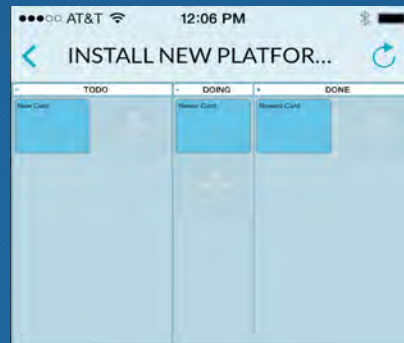 AT&T 12:06 PM
INSTALL NEW PLATFOR...
TODO DOING DONE
New Card Newer Card Newest Card